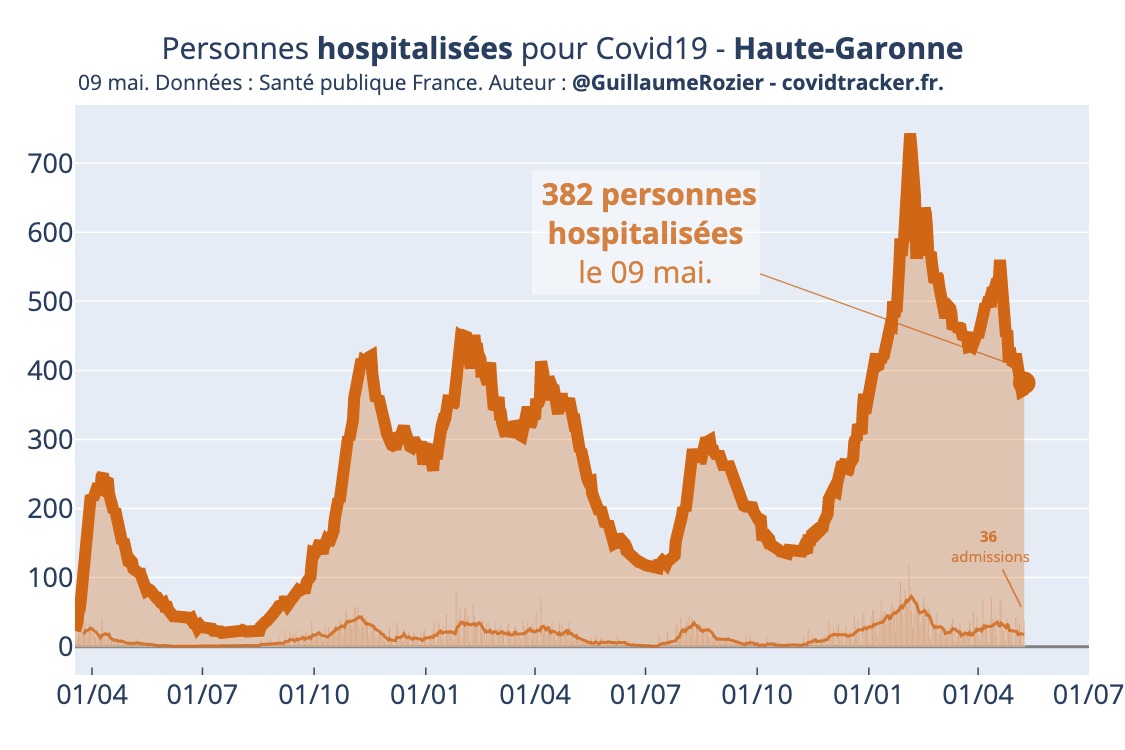 Personnes hospitalisées pour Covid19 - Haute-Garonne
09 mai. Données : Santé publique France. Auteur : @GuillaumeRozier - covidtracker.fr.
700
600
500
400
300
200
100
0
382 personnes
hospitalisées
le 09 mai.
36
admissions
01/04 01/07 01/10 01/01 01/04 01/07 01/10 01/01 01/04 01/07